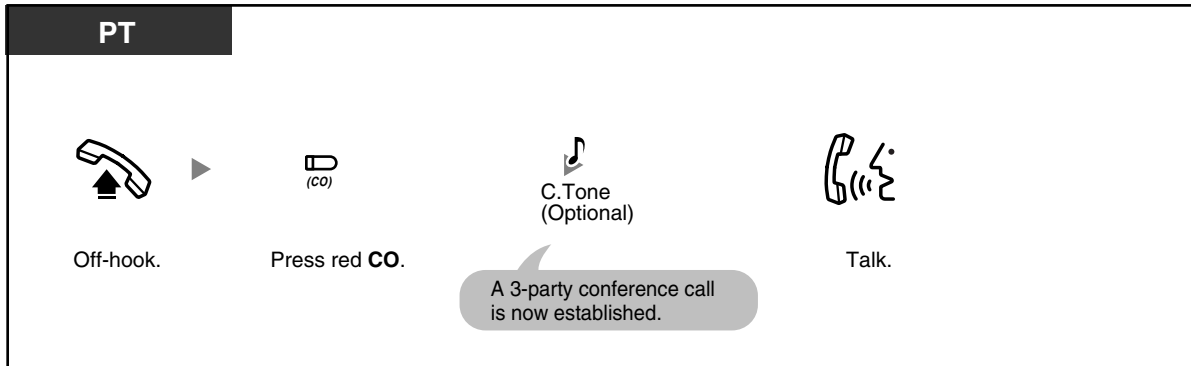 PT
(CO)
C.Tone
(Optional)
Off-hook.
Press red CO.
Talk.
A 3-party conference call
is now established.